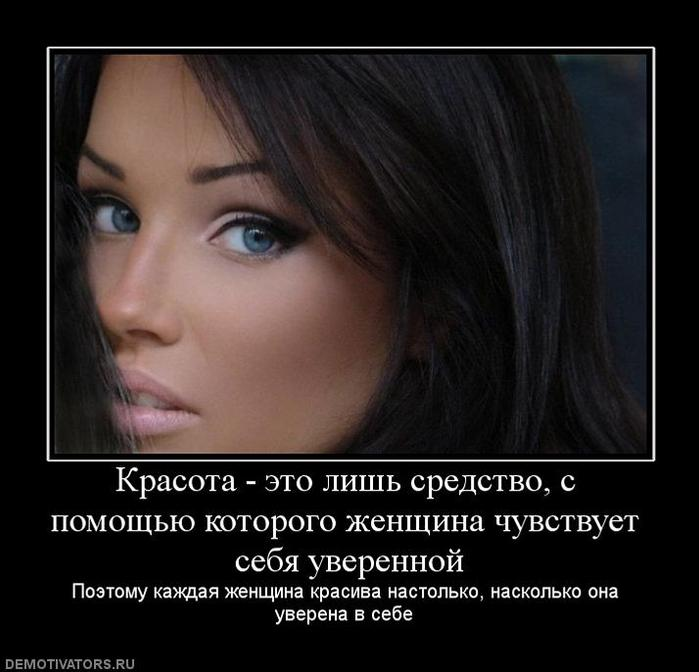 Красота - это лишь средство, с
помощью которого женщина чувствует
себя уверенной
Поэтому каждая женщина красива настолько, насколько она
уверена в себе
DEMOTIVATORS.RU